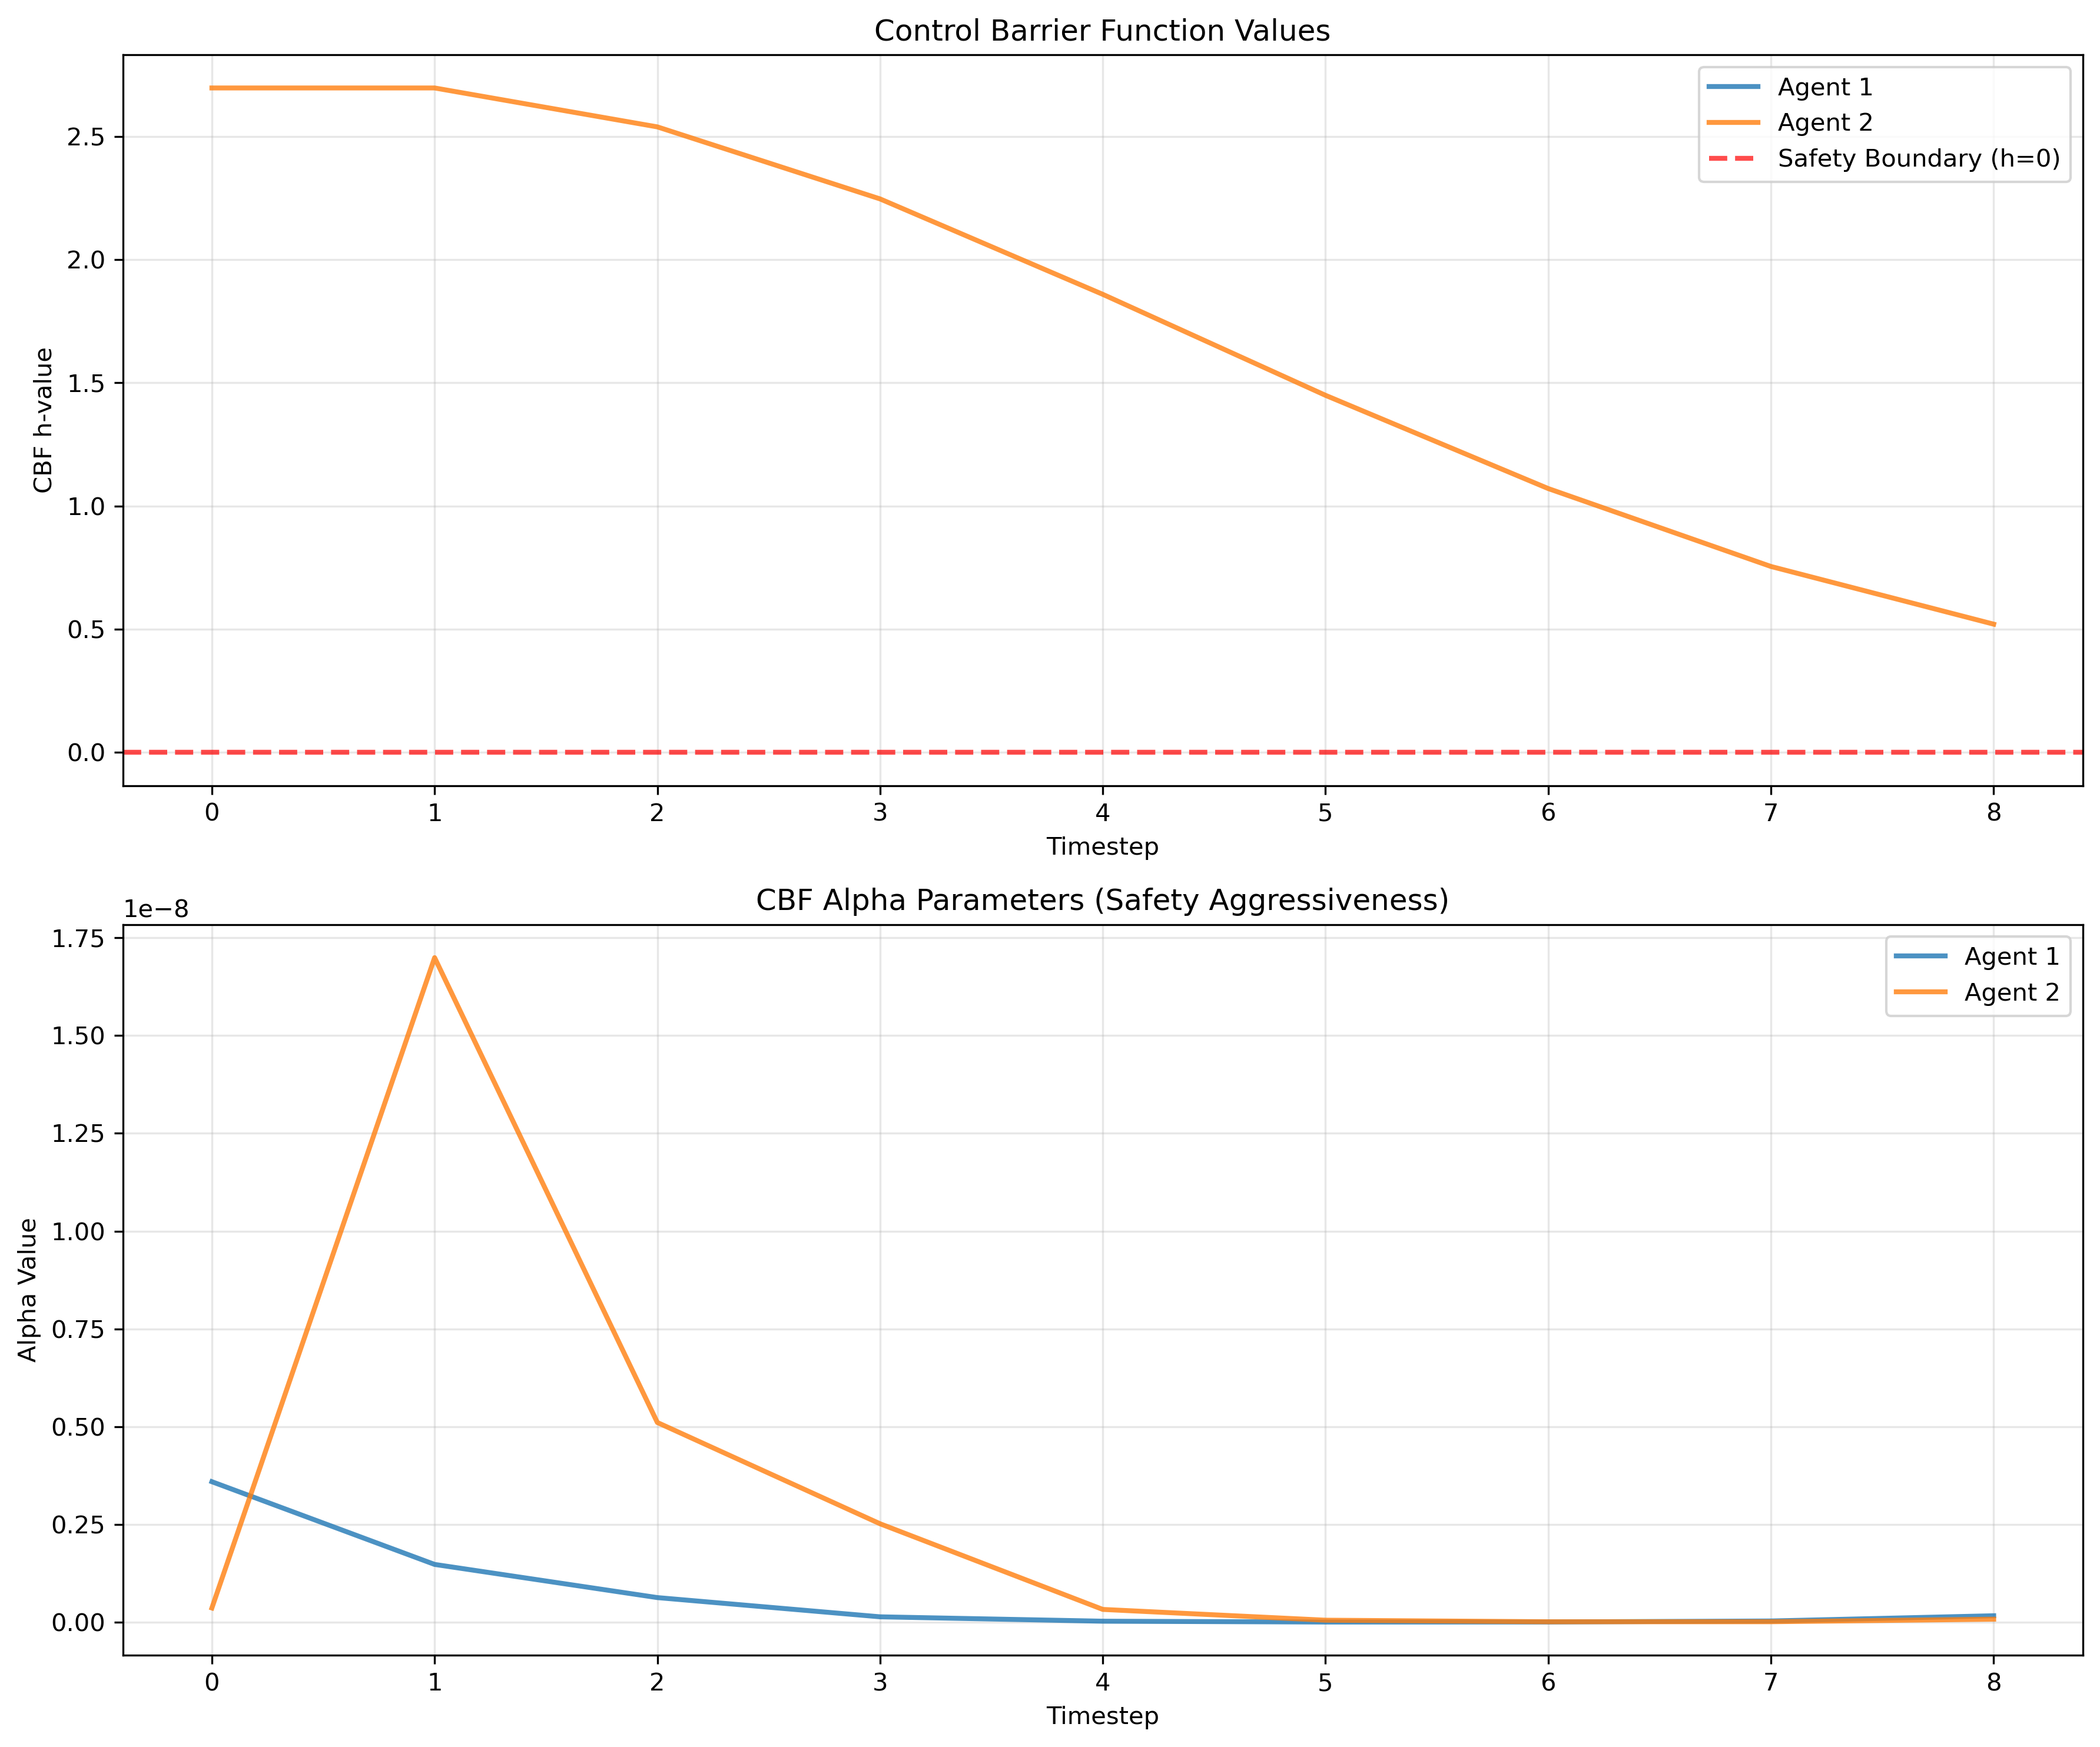 Control Barrier Function Values
Agent 1
Agent 2
Safety Boundary (h=0)
CBF h-value
2.5
2.0
1.5
1.0
0.5
0.0
0 1 2 3 4 5 6 7 8
Timestep
CBF Alpha Parameters (Safety Aggressiveness)
1e−8
Agent 1
Agent 2
Alpha Value
1.75
1.50
1.25
1.00
0.75
0.50
0.25
0.00
0 1 2 3 4 5 6 7 8
Timestep